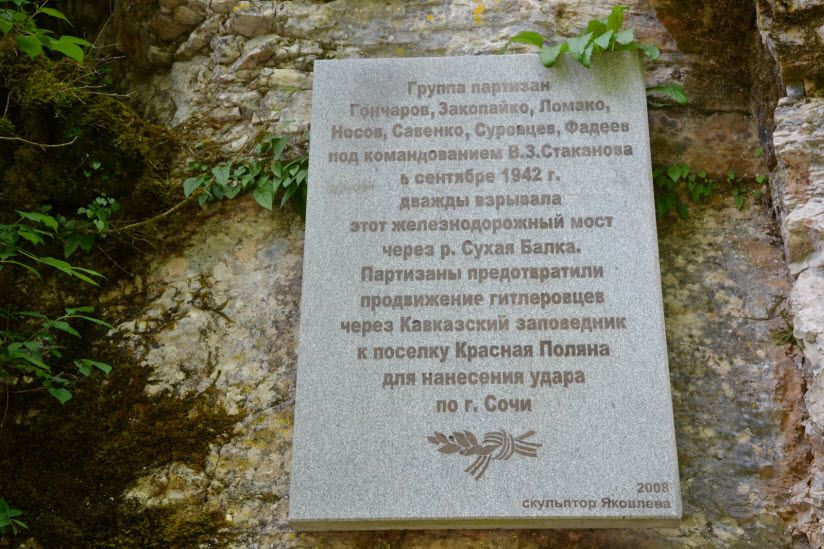 Группа партизан
Гончаров, Закопайко, Ломако,
Носов, Савенко, Суровцев, Фадеев
под командованием В.З.Стаканова
в сентябре 1942 г.
дважды взрывала
этот железнодорожный мост
через р. Сухая Балка.
Партизаны предотвратили
продвижение гитлеровцев
через Кавказский заповедник
к поселку Красная Поляна
для нанесения удара
по г. Сочи
2008
скульптор Яковлева